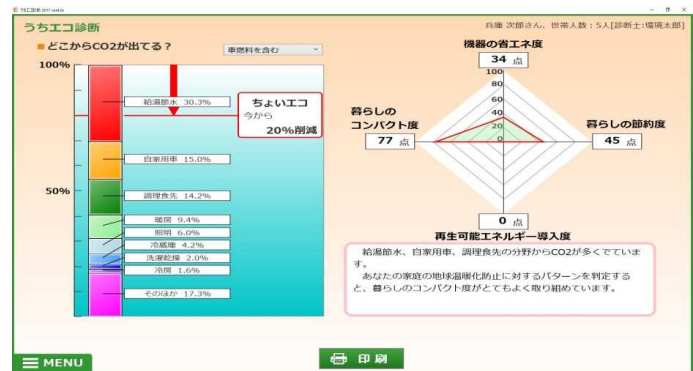 うちエコ診断
兵庫 次郎さん、世帯人数：5人[診断士:環境太郎]
どこからCO2が出てる？
車燃料を含む
100%
50%
給湯節水 30.3%
自家用車 15.0%
調理食洗 14.2%
暖房 9.4%
照明 6.0%
冷蔵庫 4.2%
洗濯乾燥 2.0%
冷房 1.6%
そのほか 17.3%
ちょいエコ
今から
20%削減
機器の省エネ度
34 点
100
80
60
40
20
0
暮らしの
コンパクト度
77 点
暮らしの節約度
45 点
0 点
再生可能エネルギー導入度
給湯節水、自家用車、調理食洗の分野からCO2が多くでていま
す。
あなたの家庭の地球温暖化防止に対するパターンを判定する
と、暮らしのコンパクト度がとてもよく取り組めています。
MENU
印刷